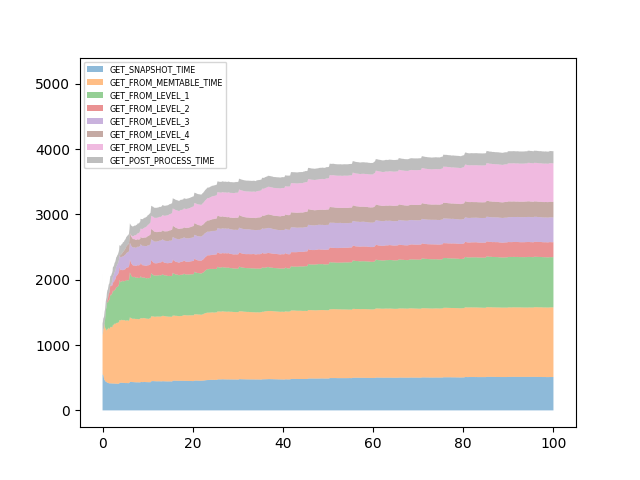 5000
4000
3000
2000
1000
0
GET_SNAPSHOT_TIME
GET_FROM_MEMTABLE_TIME
GET_FROM_LEVEL_1
GET_FROM_LEVEL_2
GET_FROM_LEVEL_3
GET_FROM_LEVEL_4
GET_FROM_LEVEL_5
GET_POST_PROCESS_TIME
0 20 40 60 80 100